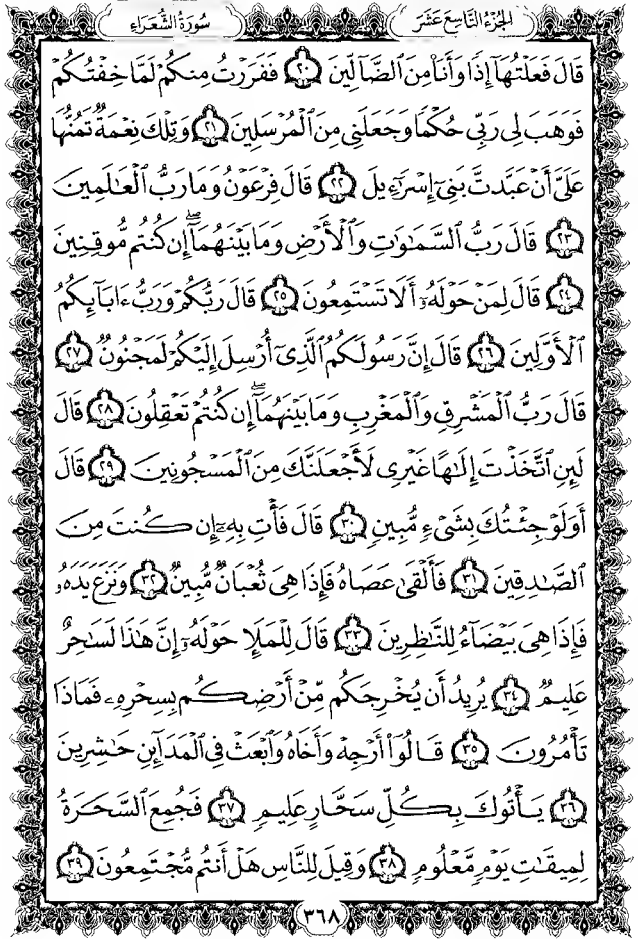 الجزء التاسع عشر
سورة الشعراء
قَالَ فَعَلْتُهَا إِذًا وَأَنَا۠ مِنَ ٱلضَّآلِّينَ ٢٠ فَفَرَرْتُ مِنكُمْ لَمَّا خِفْتُكُمْ
فَوَهَبَ لِى رَبِّى حُكْمًا وَجَعَلَنِى مِنَ ٱلْمُرْسَلِينَ ٢١ وَتِلْكَ نِعْمَةٌ تَمُنُّهَا
عَلَىَّ أَنْ عَبَّدتَّ بَنِىٓ إِسْرَٰٓءِيلَ ٢٢ قَالَ فِرْعَوْنُ وَمَا رَبُّ ٱلْعَٰلَمِينَ
٢٣ قَالَ رَبُّ ٱلسَّمَٰوَٰتِ وَٱلْأَرْضِ وَمَا بَيْنَهُمَآ ۖ إِن كُنتُم مُّوقِنِينَ
٢٤ قَالَ لِمَنْ حَوْلَهُۥٓ أَلَا تَسْتَمِعُونَ ٢٥ قَالَ رَبُّكُمْ وَرَبُّ ءَابَآئِكُمُ
ٱلْأَوَّلِينَ ٢٦ قَالَ إِنَّ رَسُولَكُمُ ٱلَّذِىٓ أُرْسِلَ إِلَيْكُمْ لَمَجْنُونٌ ٢٧
قَالَ رَبُّ ٱلْمَشْرِقِ وَٱلْمَغْرِبِ وَمَا بَيْنَهُمَآ ۖ إِن كُنتُمْ تَعْقِلُونَ ٢٨ قَالَ
لَئِنِ ٱتَّخَذْتَ إِلَٰهًا غَيْرِى لَأَجْعَلَنَّكَ مِنَ ٱلْمَسْجُونِينَ ٢٩ قَالَ
أَوَلَوْ جِئْتُكَ بِشَىْءٍ مُّبِينٍ ٣٠ قَالَ فَأْتِ بِهِۦٓ إِن كُنتَ مِنَ
ٱلصَّٰدِقِينَ ٣١ فَأَلْقَىٰ عَصَاهُ فَإِذَا هِىَ ثُعْبَانٌ مُّبِينٌ ٣٢ وَنَزَعَ يَدَهُۥ
فَإِذَا هِىَ بَيْضَآءُ لِلنَّٰظِرِينَ ٣٣ قَالَ لِلْمَلَإِ حَوْلَهُۥٓ إِنَّ هَٰذَا لَسَٰحِرٌ
عَلِيمٌ ٣٤ يُرِيدُ أَن يُخْرِجَكُم مِّنْ أَرْضِكُم بِسِحْرِهِۦ فَمَاذَا
تَأْمُرُونَ ٣٥ قَالُوٓا۟ أَرْجِهْ وَأَخَاهُ وَٱبْعَثْ فِى ٱلْمَدَآئِنِ حَٰشِرِينَ
٣٦ يَأْتُوكَ بِكُلِّ سَحَّارٍ عَلِيمٍ ٣٧ فَجُمِعَ ٱلسَّحَرَةُ
لِمِيقَٰتِ يَوْمٍ مَّعْلُومٍ ٣٨ وَقِيلَ لِلنَّاسِ هَلْ أَنتُم مُّجْتَمِعُونَ ٣٩
٣٦٨